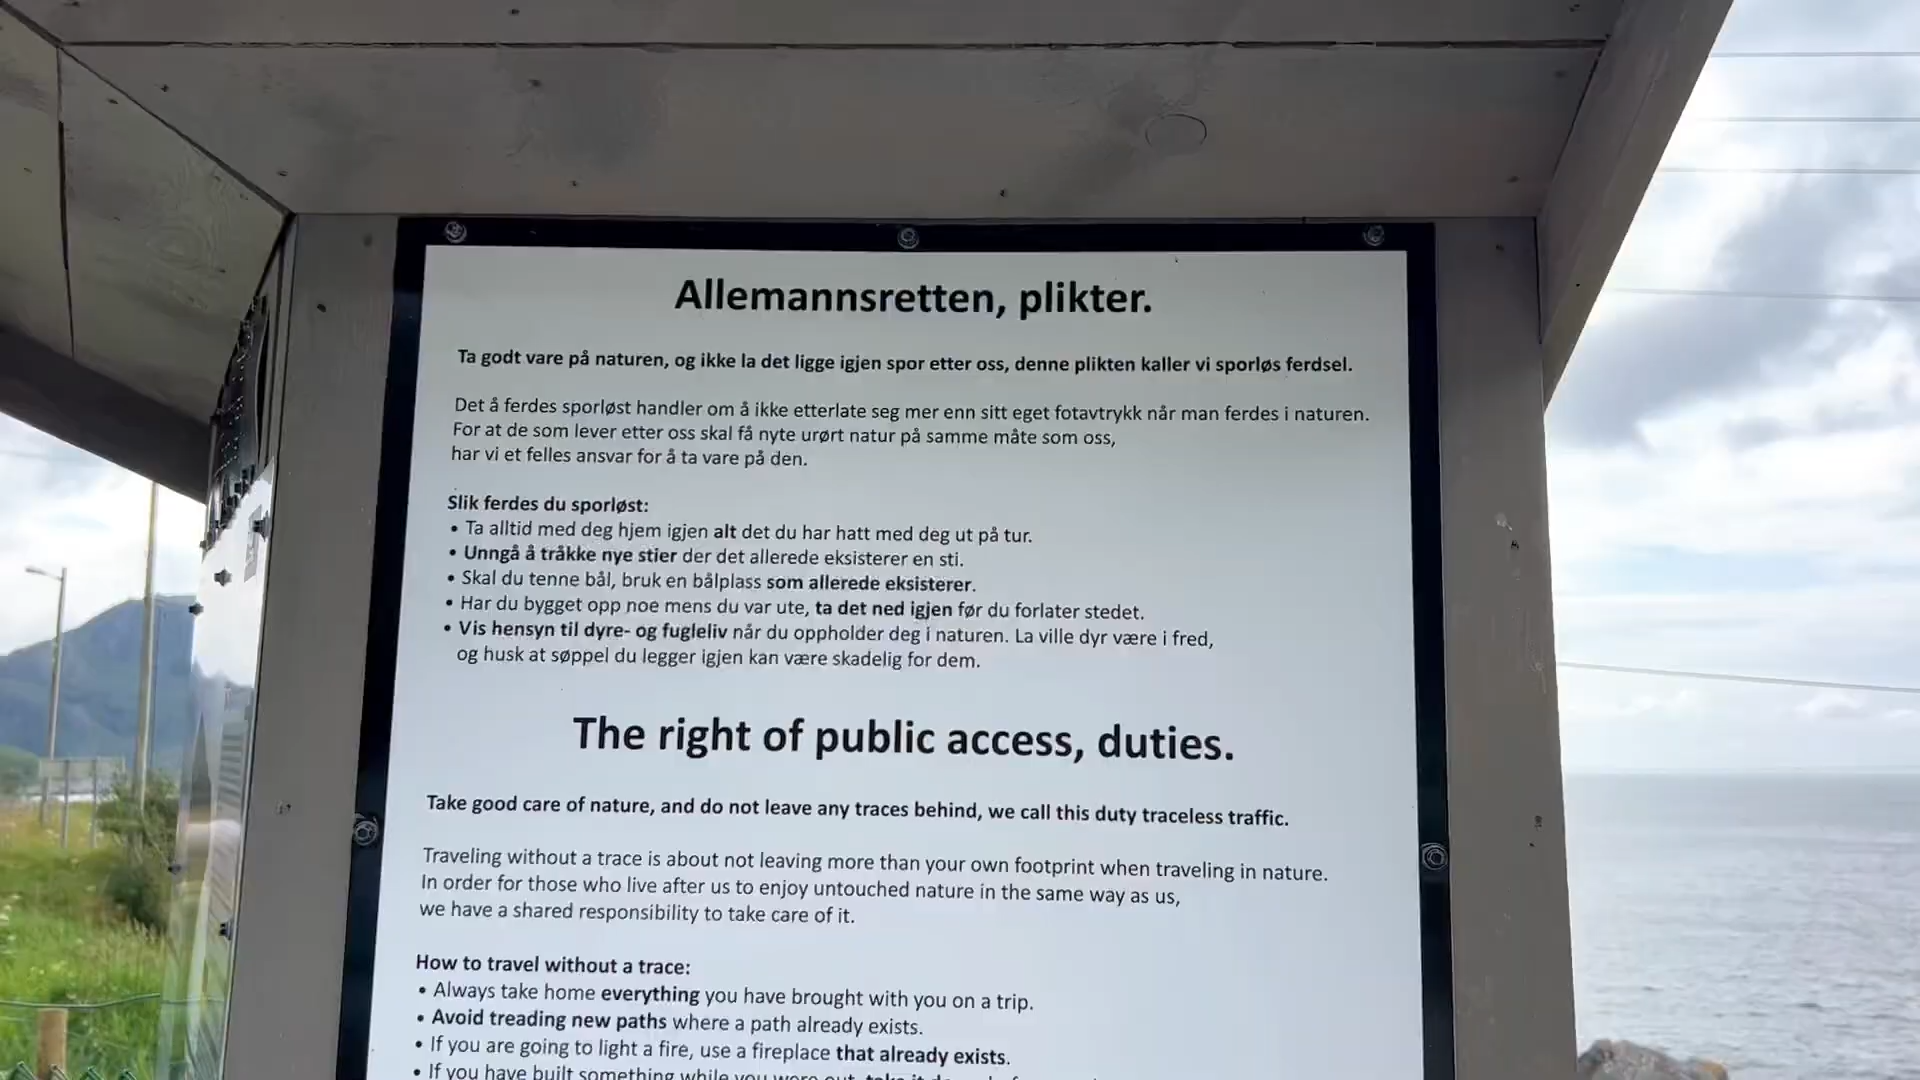 Allemannsretten, plikter.
Ta godt vare på naturen, og ikke la det ligge igjen spor etter oss, denne plikten kaller vi sporløs ferdsel.
Det å ferdes sporløst handler om å ikke etterlate seg mer enn sitt eget fotavtrykk når man ferdes i naturen.
For at de som lever etter oss skal få nyte urørt natur på samme måte som oss,
har vi et felles ansvar for å ta vare på den.
Slik ferdes du sporløst:
• Ta alltid med deg hjem igjen alt det du har hatt med deg ut på tur.
• Unngå å tråkke nye stier der det allerede eksisterer en sti.
• Skal du tenne bål, bruk en bålplass som allerede eksisterer.
• Har du bygget opp noe mens du var ute, ta det ned igjen før du forlater stedet.
• Vis hensyn til dyre- og fugleliv når du oppholder deg i naturen. La ville dyr være i fred,
og husk at søppel du legger igjen kan være skadelig for dem.
The right of public access, duties.
Take good care of nature, and do not leave any traces behind, we call this duty traceless traffic.
Traveling without a trace is about not leaving more than your own footprint when traveling in nature.
In order for those who live after us to enjoy untouched nature in the same way as us,
we have a shared responsibility to take care of it.
How to travel without a trace:
• Always take home everything you have brought with you on a trip.
• Avoid treading new paths where a path already exists.
• If you are going to light a fire, use a fireplace that already exists.
• If you have built something while you were out, take it